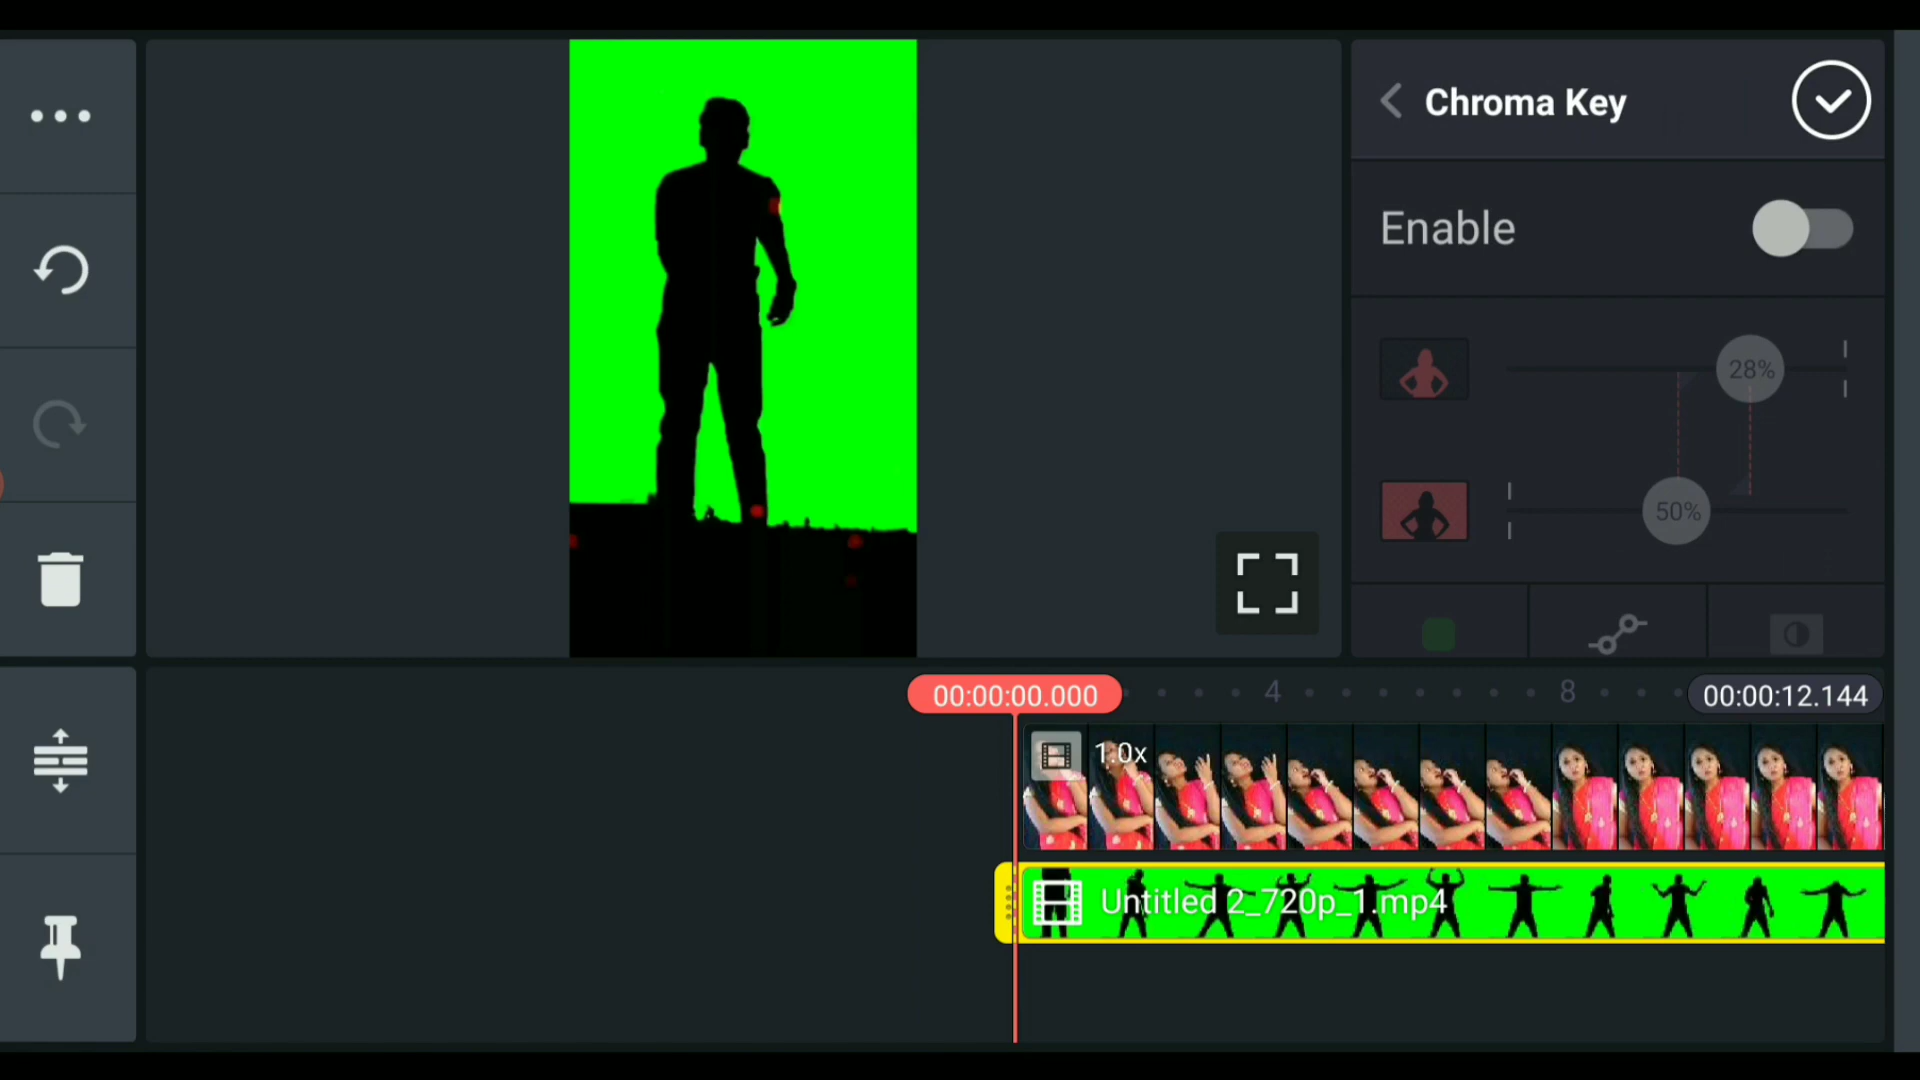 Chroma Key
Enable
28%
50%
00:00:00.000
4
8
00:00:12.144
1.0x
Untitled 2_720p_1.mp4